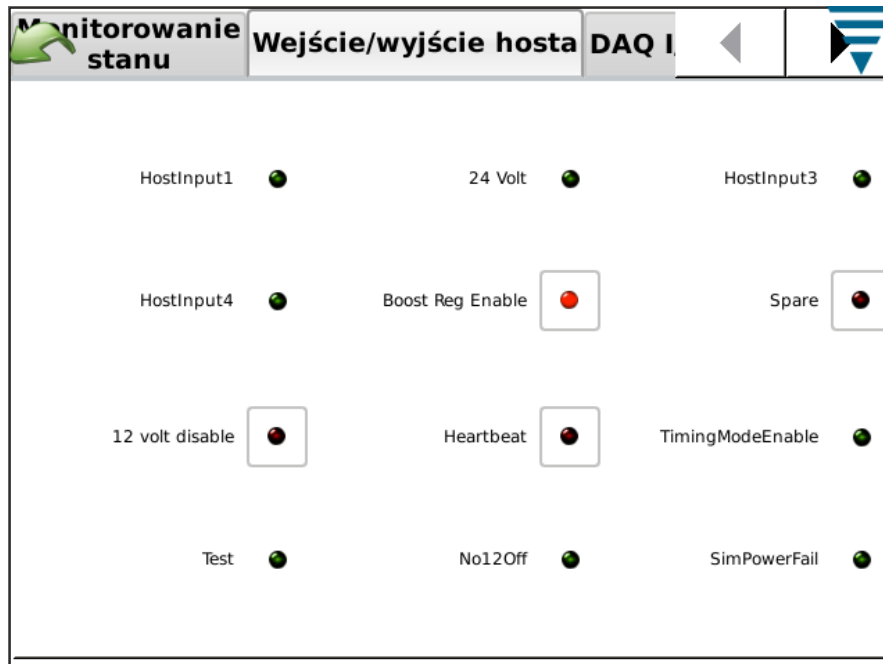 Monitorowanie
stanu
Wejście/wyjście hosta
DAQ I
HostInput1
24 Volt
HostInput3
HostInput4
Boost Reg Enable
Spare
12 volt disable
Heartbeat
TimingModeEnable
Test
No12Off
SimPowerFail